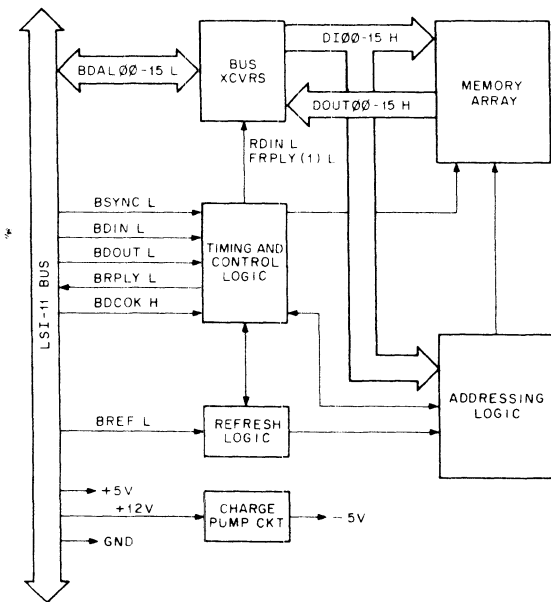 BDALØØ-15 L
BUS
XCVRS
DIØØ-15 H
DOUTØØ-15 H
MEMORY
ARRAY
RDIN L
FRPLY(1) L
BSYNC L
BDIN L
BDOUT L
BRPLY L
BDCOK H
TIMING AND
CONTROL
LOGIC
LSI-11 BUS
ADDRESSING
LOGIC
BREF L
REFRESH
LOGIC
+5V
+12V
CHARGE
PUMP CKT
-5V
GND